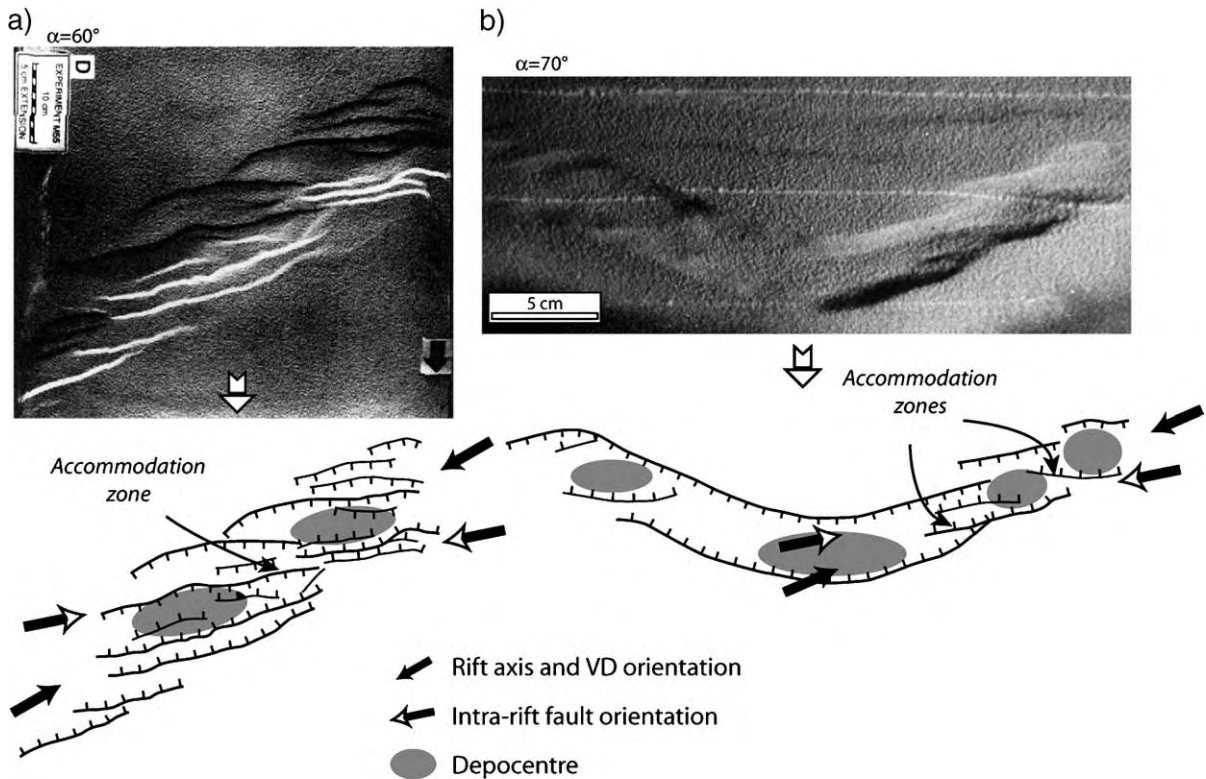 a)
α=60°
D
EXPERIMENT M55
10 cm
5 cm EXTENSION
b)
α=70°
5 cm
Accommodation
zones
Accommodation
zone
Rift axis and VD orientation
Intra-rift fault orientation
Depocentre